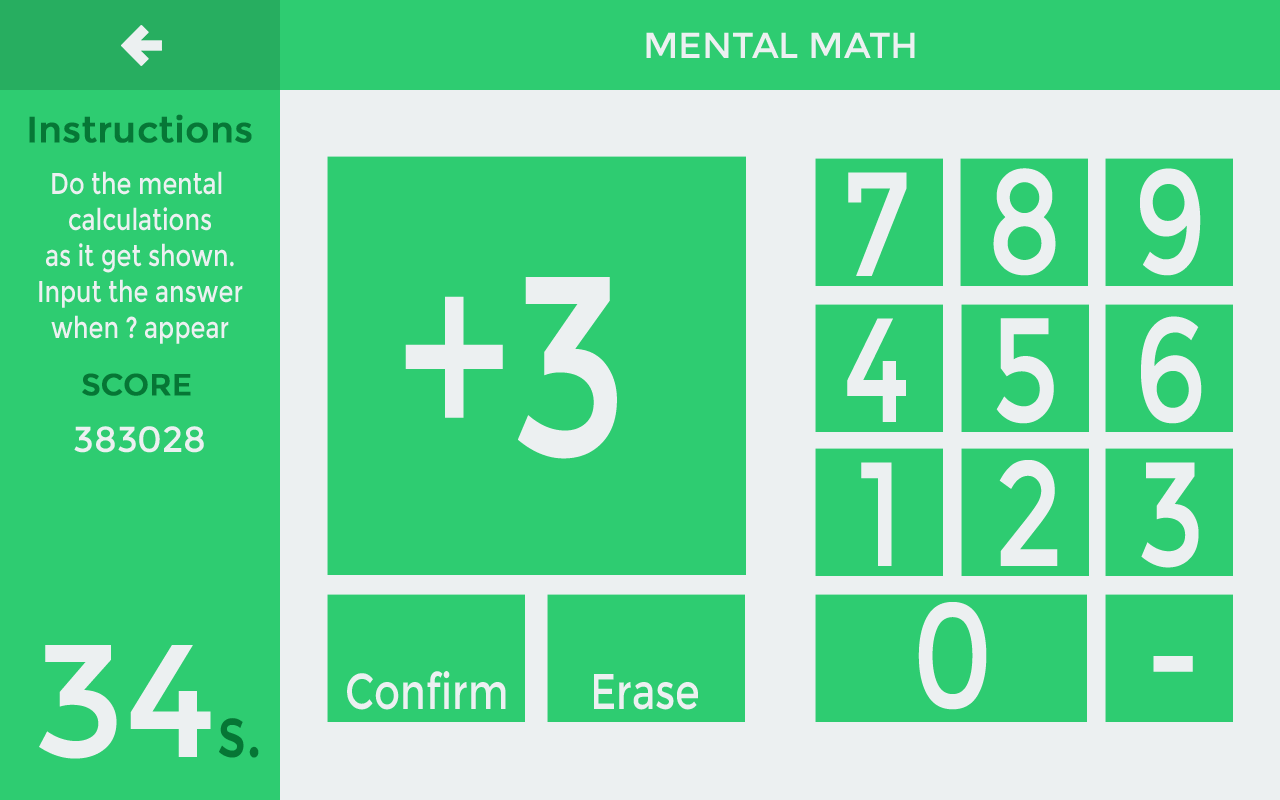 MENTAL MATH
Instructions
Do the mental
calculations
as it get shown.
Input the answer
when ? appear
SCORE
383028
34 s.
+3
Confirm Erase
7 8 9
4 5 6
1 2 3
0 -